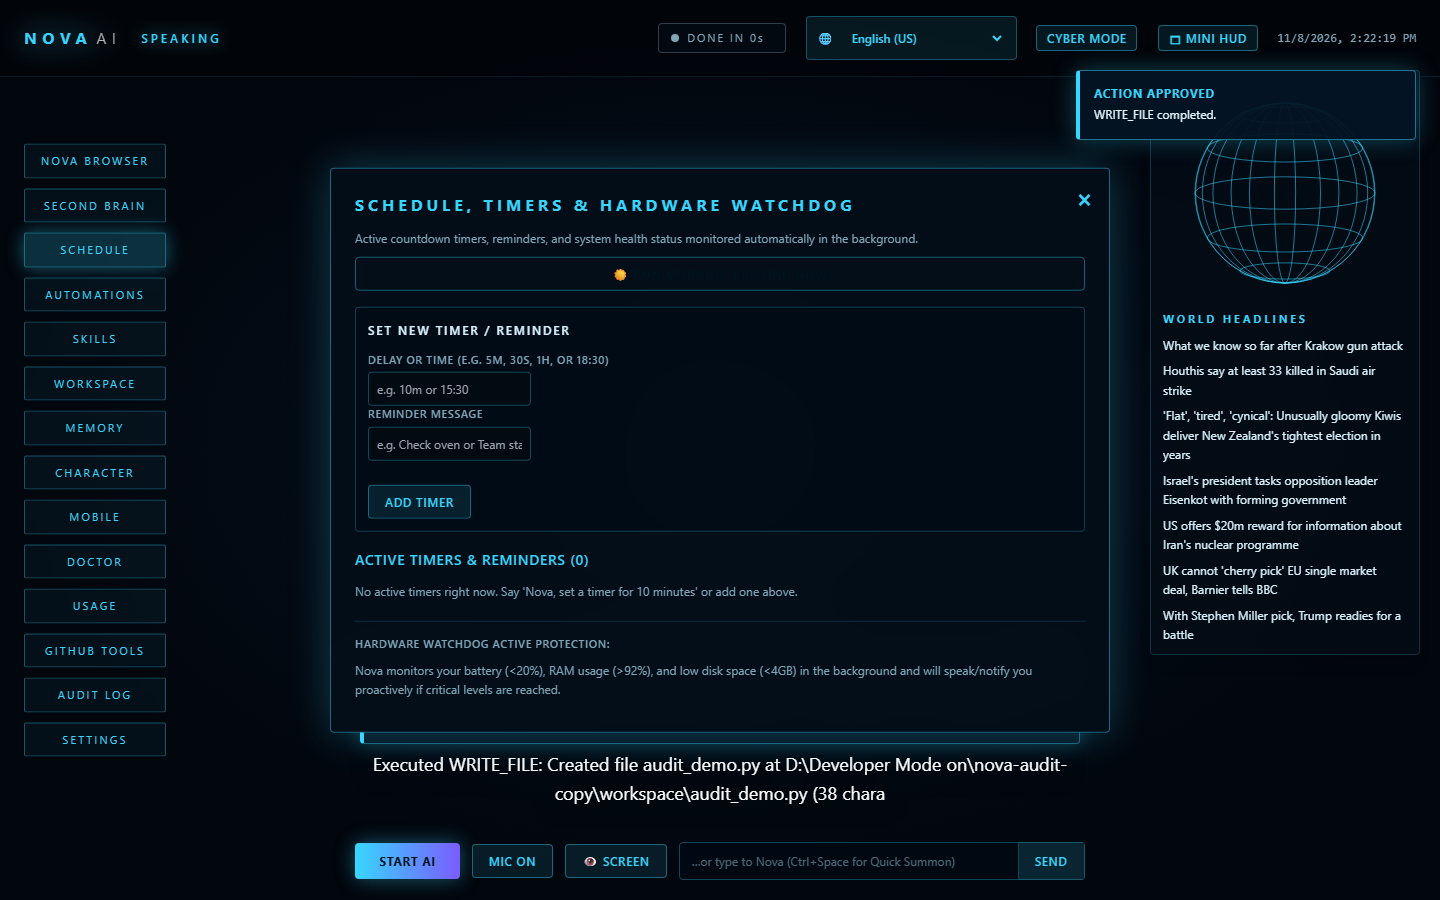 NOVA AI SPEAKING
DONE IN 0s
English (US)
CYBER MODE
MINI HUD
11/8/2026, 2:22:19 PM
ACTION APPROVED
WRITE_FILE completed.
NOVA BROWSER
SECOND BRAIN
SCHEDULE
AUTOMATIONS
SKILLS
WORKSPACE
MEMORY
CHARACTER
MOBILE
DOCTOR
USAGE
GITHUB TOOLS
AUDIT LOG
SETTINGS
SCHEDULE, TIMERS & HARDWARE WATCHDOG
×
Active countdown timers, reminders, and system health status monitored automatically in the background.
SET NEW TIMER / REMINDER
DELAY OR TIME (E.G. 5M, 30S, 1H, OR 18:30)
e.g. 10m or 15:30
REMINDER MESSAGE
e.g. Check oven or Team sta
ADD TIMER
ACTIVE TIMERS & REMINDERS (0)
No active timers right now. Say 'Nova, set a timer for 10 minutes' or add one above.
HARDWARE WATCHDOG ACTIVE PROTECTION:
Nova monitors your battery (<20%), RAM usage (>92%), and low disk space (<4GB) in the background and will speak/notify you
proactively if critical levels are reached.
WORLD HEADLINES
What we know so far after Krakow gun attack
Houthis say at least 33 killed in Saudi air
strike
'Flat', 'tired', 'cynical': Unusually gloomy Kiwis
deliver New Zealand's tightest election in
years
Israel's president tasks opposition leader
Eisenkot with forming government
US offers $20m reward for information about
Iran's nuclear programme
UK cannot 'cherry pick' EU single market
deal, Barnier tells BBC
With Stephen Miller pick, Trump readies for a
battle
Executed WRITE_FILE: Created file audit_demo.py at D:\Developer Mode on\nova-audit-
copy\workspace\audit_demo.py (38 chara
START AI
MIC ON
SCREEN
...or type to Nova (Ctrl+Space for Quick Summon)
SEND